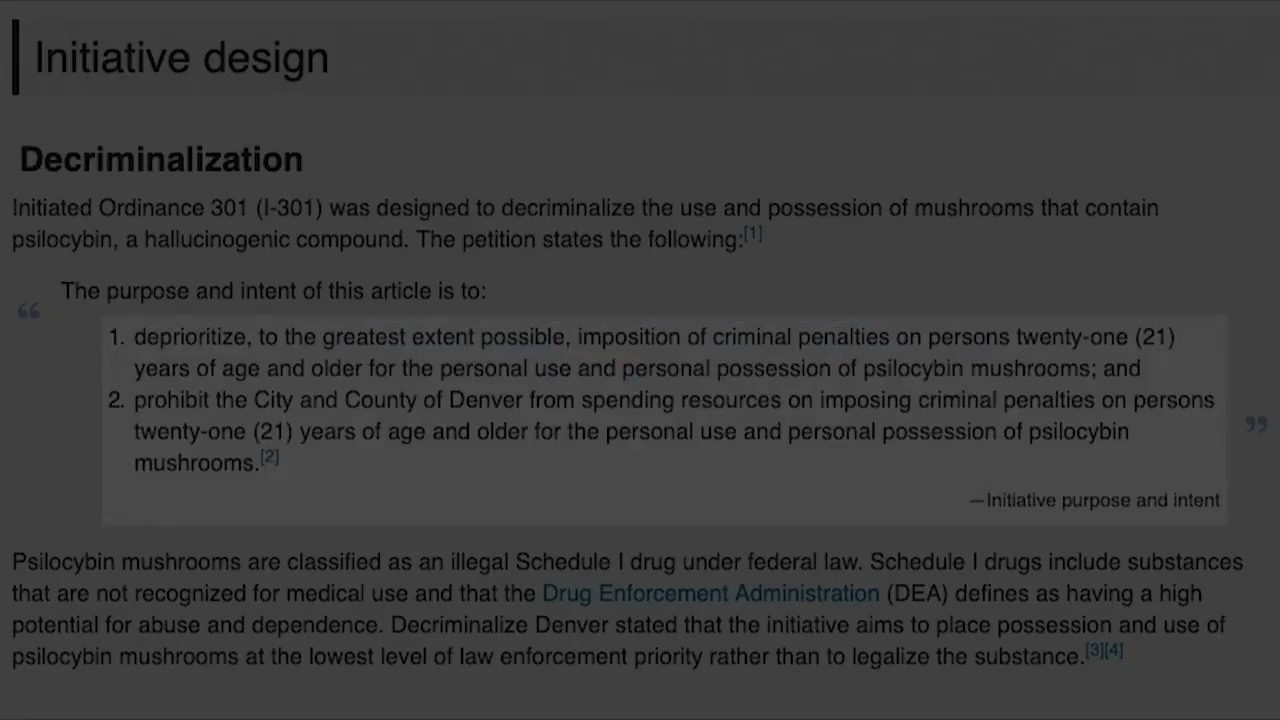 Initiative design
Decriminalization
Initiated Ordinance 301 (I-301) was designed to decriminalize the use and possession of mushrooms that contain
psilocybin, a hallucinogenic compound. The petition states the following:[1]
“
The purpose and intent of this article is to:
1. deprioritize, to the greatest extent possible, imposition of criminal penalties on persons twenty-one (21)
years of age and older for the personal use and personal possession of psilocybin mushrooms; and
2. prohibit the City and County of Denver from spending resources on imposing criminal penalties on persons
twenty-one (21) years of age and older for the personal use and personal possession of psilocybin
mushrooms.[2]
”
—Initiative purpose and intent
Psilocybin mushrooms are classified as an illegal Schedule I drug under federal law. Schedule I drugs include substances
that are not recognized for medical use and that the Drug Enforcement Administration (DEA) defines as having a high
potential for abuse and dependence. Decriminalize Denver stated that the initiative aims to place possession and use of
psilocybin mushrooms at the lowest level of law enforcement priority rather than to legalize the substance.[3][4]